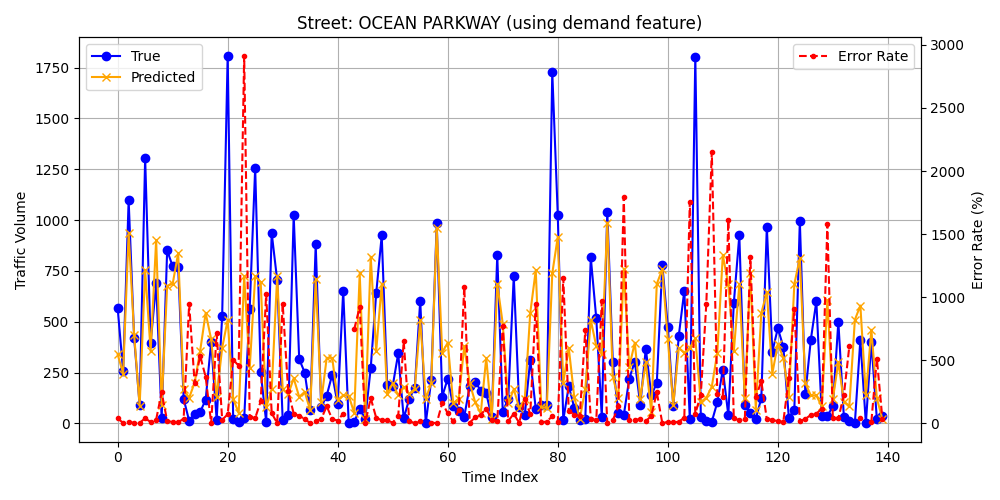 Street: OCEAN PARKWAY (using demand feature)
True
Predicted
Error Rate
Traffic Volume
1750
1500
1250
1000
750
500
250
0
3000
2500
2000
1500
1000
500
0
Error Rate (%)
0 20 40 60 80 100 120 140
Time Index